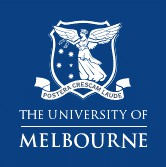 POSTERA CRESCAM LAUDE
THE UNIVERSITY OF
MELBOURNE